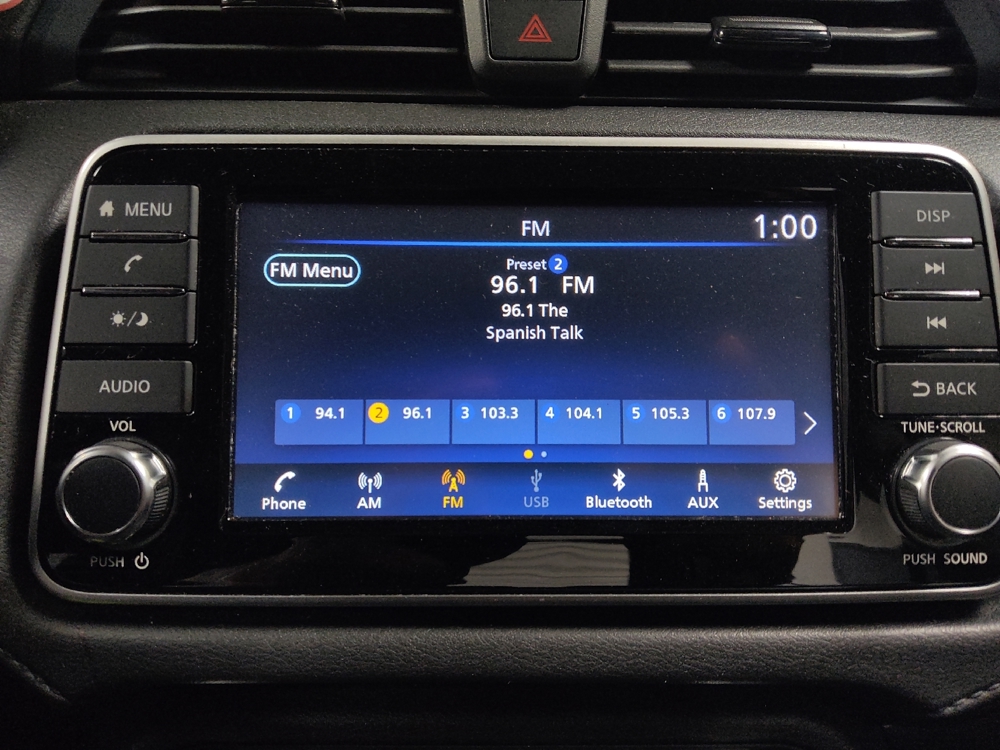 MENU
AUDIO
VOL
PUSH
FM
1:00
FM Menu
Preset 2
96.1 FM
96.1 The
Spanish Talk
1 94.1 2 96.1 3 103.3 4 104.1 5 105.3 6 107.9
Phone AM FM USB Bluetooth AUX Settings
DISP
BACK
TUNE·SCROLL
PUSH SOUND